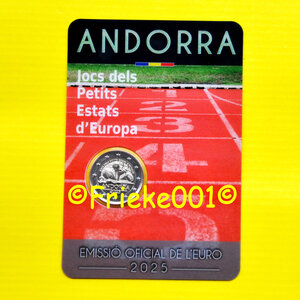 ANDORRA
Jocs dels
Petits
Estats
d'Europa
©Frieke001©
EMISSIÓ OFICIAL DE L'EURO
2025